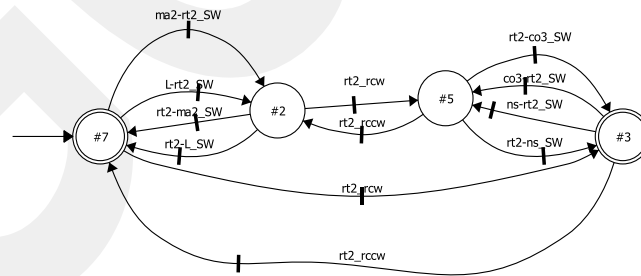 ma2-rt2_SW
rt2-co3_SW
L-rt2_SW
rt2_rcw
co3-rt2_SW
#7
rt2-ma2_SW
#2
#5
ns-rt2_SW
#3
rt2-L_SW
rt2_rccw
rt2-ns_SW
rt2_rcw
rt2_rccw